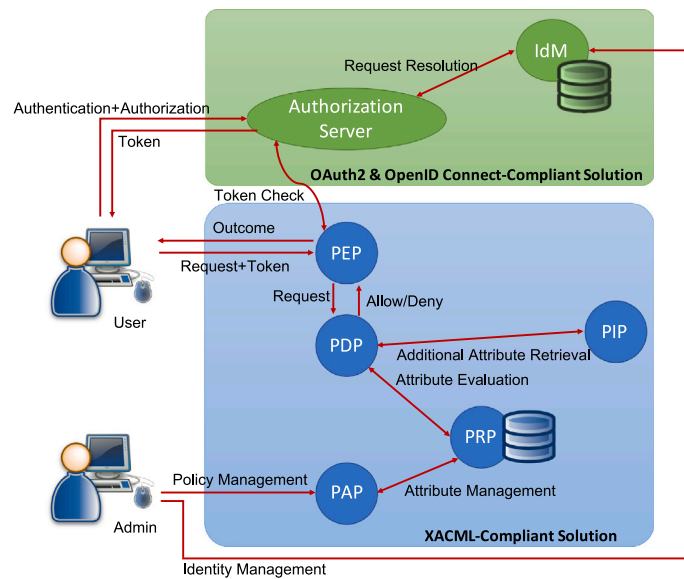 IdM
Request Resolution
Authentication+Authorization
Authorization
Server
Token
OAuth2 & OpenID Connect-Compliant Solution
Token Check
Outcome
PEP
Request+Token
Request
Allow/Deny
User
PDP
PIP
Additional Attribute Retrieval
Attribute Evaluation
PRP
Policy Management
PAP
Attribute Management
Admin
XACML-Compliant Solution
Identity Management